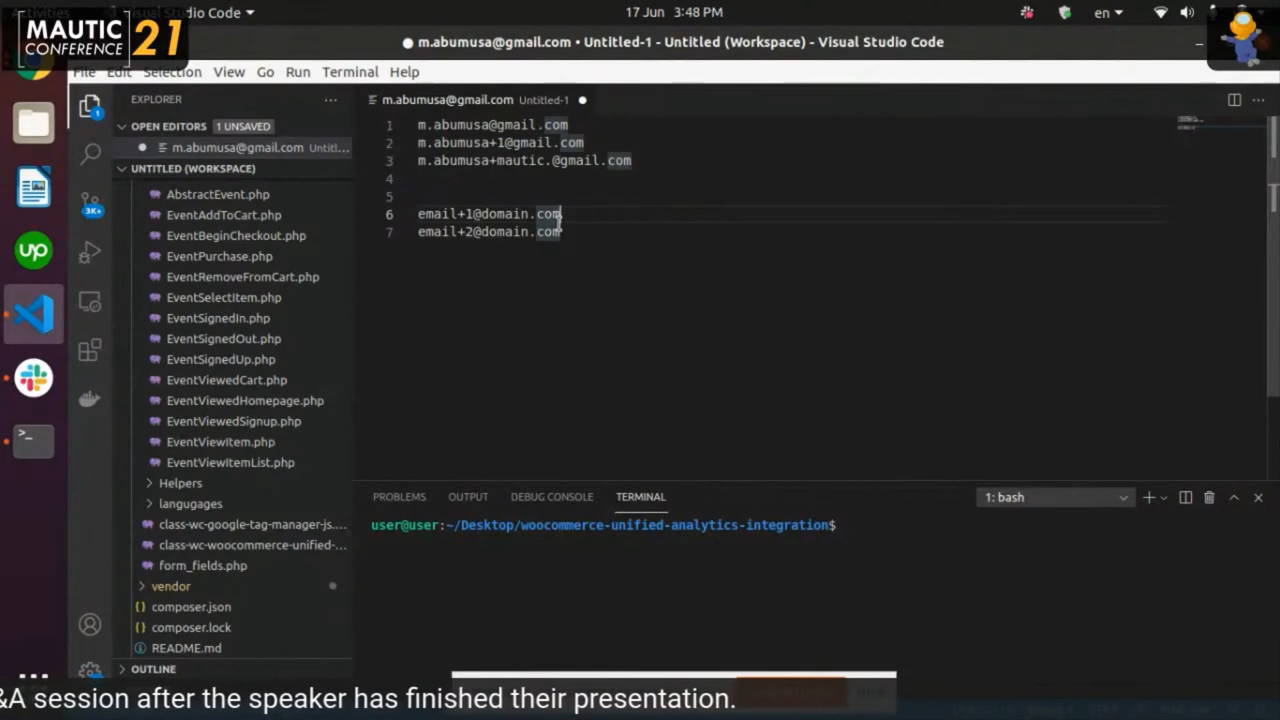 Visual Studio Code
17 Jun 3:48 PM
en
MAUTIC
CONFERENCE
21
● m.abumusa@gmail.com • Untitled-1 - Untitled (Workspace) - Visual Studio Code
File Edit Selection View Go Run Terminal Help
EXPLORER
m.abumusa@gmail.com Untitled-1
OPEN EDITORS 1 UNSAVED
m.abumusa@gmail.com Untitl...
UNTITLED (WORKSPACE)
AbstractEvent.php
EventAddToCart.php
EventBeginCheckout.php
EventPurchase.php
EventRemoveFromCart.php
EventSelectItem.php
EventSignedIn.php
EventSignedOut.php
EventSignedUp.php
EventViewedCart.php
EventViewedHomepage.php
EventViewedSignup.php
EventViewItem.php
EventViewItemList.php
Helpers
langugages
class-wc-google-tag-manager-js....
class-wc-woocommerce-unified-...
form_fields.php
vendor
composer.json
composer.lock
README.md
OUTLINE
1
3K+
up
1 m.abumusa@gmail.com
2 m.abumusa+1@gmail.com
3 m.abumusa+mautic.@gmail.com
4
5
6 email+1@domain.com
7 email+2@domain.com
PROBLEMS OUTPUT DEBUG CONSOLE TERMINAL
1: bash
user@user:~/Desktop/woocommerce-unified-analytics-integration$
&A session after the speaker has finished their presentation.